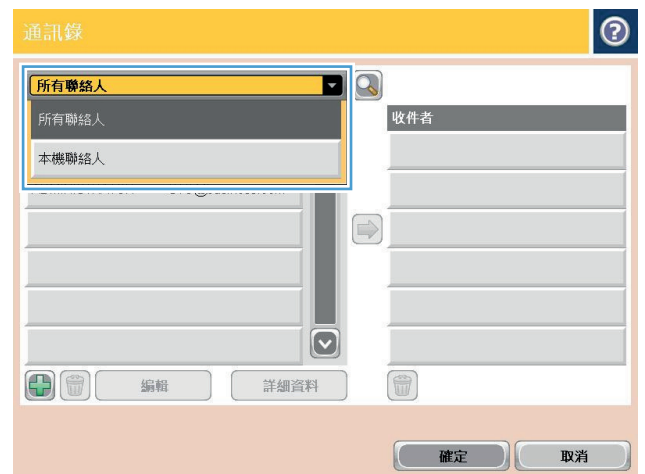 通訊錄
所有聯絡人
所有聯絡人
本機聯絡人
收件者
編輯
詳細資料
確定
取消